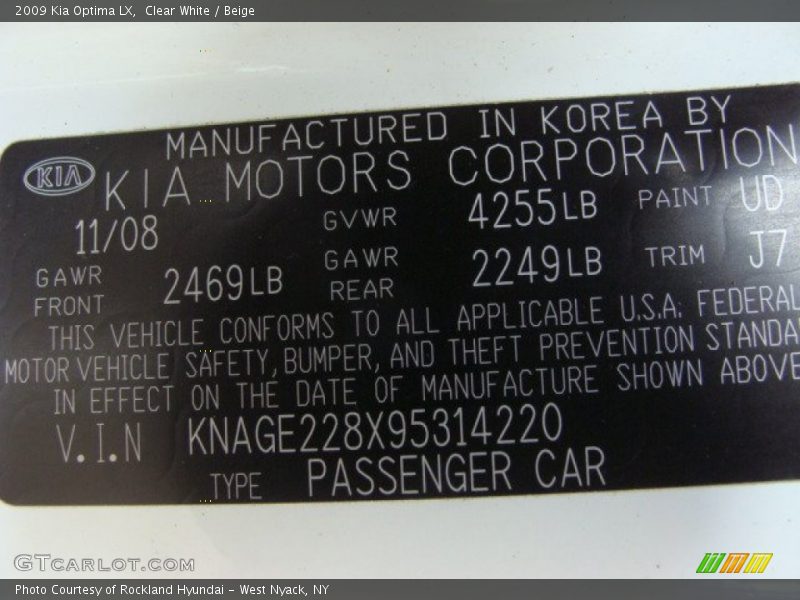 2009 Kia Optima LX,  Clear White / Beige
MANUFACTURED IN KOREA BY
KIA KIA MOTORS CORPORATION
11/08 GVWR 4255LB PAINT UD
GAWR FRONT 2469LB GAWR REAR 2249LB TRIM J7
THIS VEHICLE CONFORMS TO ALL APPLICABLE U.S.A. FEDERAL
MOTOR VEHICLE SAFETY, BUMPER, AND THEFT PREVENTION STANDA
IN EFFECT ON THE DATE OF MANUFACTURE SHOWN ABOVE
V.I.N KNAGE228X95314220
TYPE PASSENGER CAR
GTCARLOT.COM
Photo Courtesy of Rockland Hyundai - West Nyack, NY